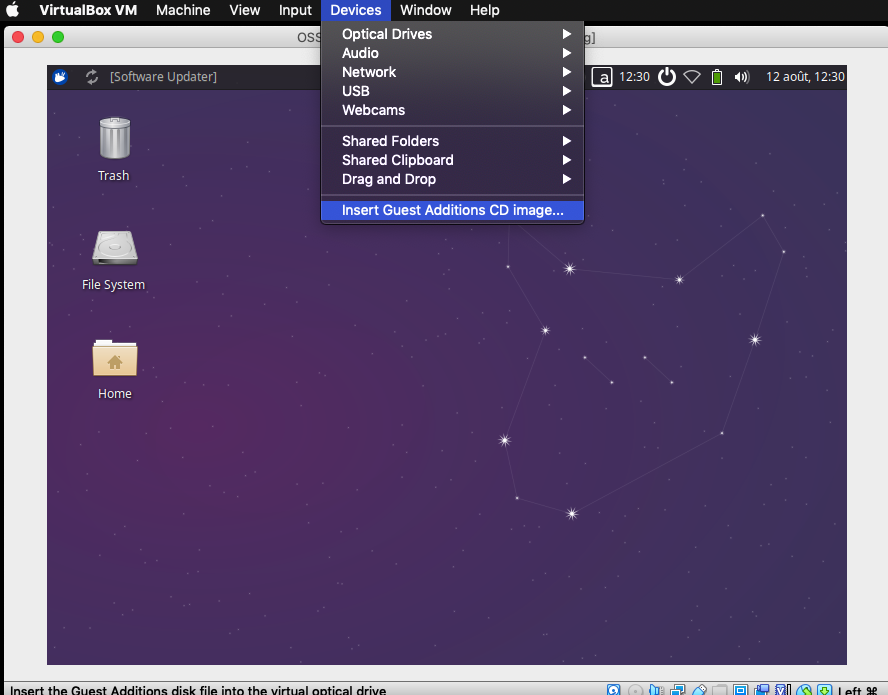 VirtualBox VM Machine View Input Devices Window Help
OSS
g]
Optical Drives
Audio
Network
USB
Webcams
Shared Folders
Shared Clipboard
Drag and Drop
Insert Guest Additions CD image...
[Software Updater]
a 12:30 12 août, 12:30
Trash
File System
Home
Insert the Guest Additions disk file into the virtual optical drive
Left ⌘